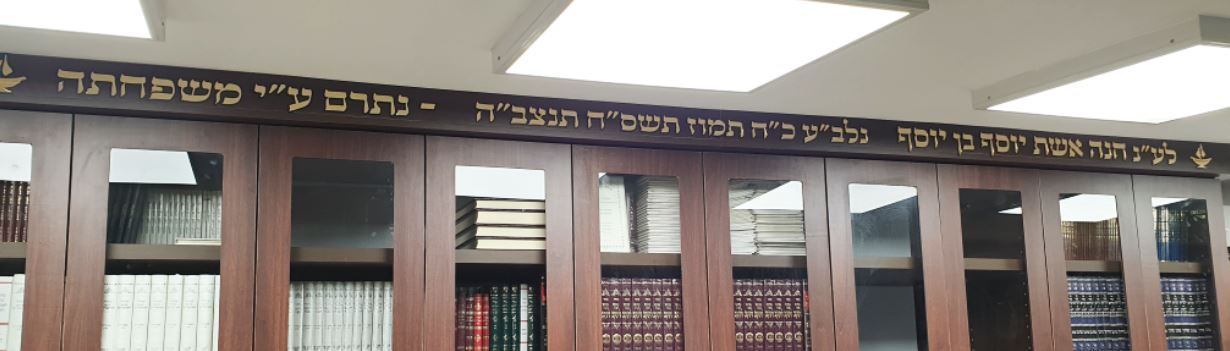 לע״נ חנה אשת יוסף בן יוסף נלב״ע כ״ח תמוז תשס״ח תנצב״ה - נתרם ע״י משפחתה